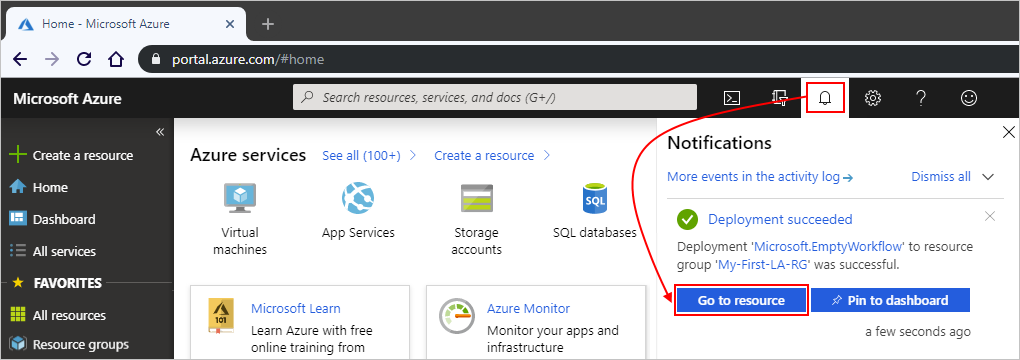 Home - Microsoft Azure
portal.azure.com/#home
Microsoft Azure
Search resources, services, and docs (G+/)
Create a resource
Home
Dashboard
All services
FAVORITES
All resources
Resource groups
Azure services
See all (100+)
Create a resource
Virtual
machines
App Services
Storage
accounts
SQL
SQL databases
101
Microsoft Learn
Learn Azure with free
online training from
Azure Monitor
Monitor your apps and
infrastructure
Notifications
More events in the activity log
Dismiss all
Deployment succeeded
Deployment 'Microsoft.EmptyWorkflow' to resource
group 'My-First-LA-RG' was successful.
Go to resource
Pin to dashboard
a few seconds ago